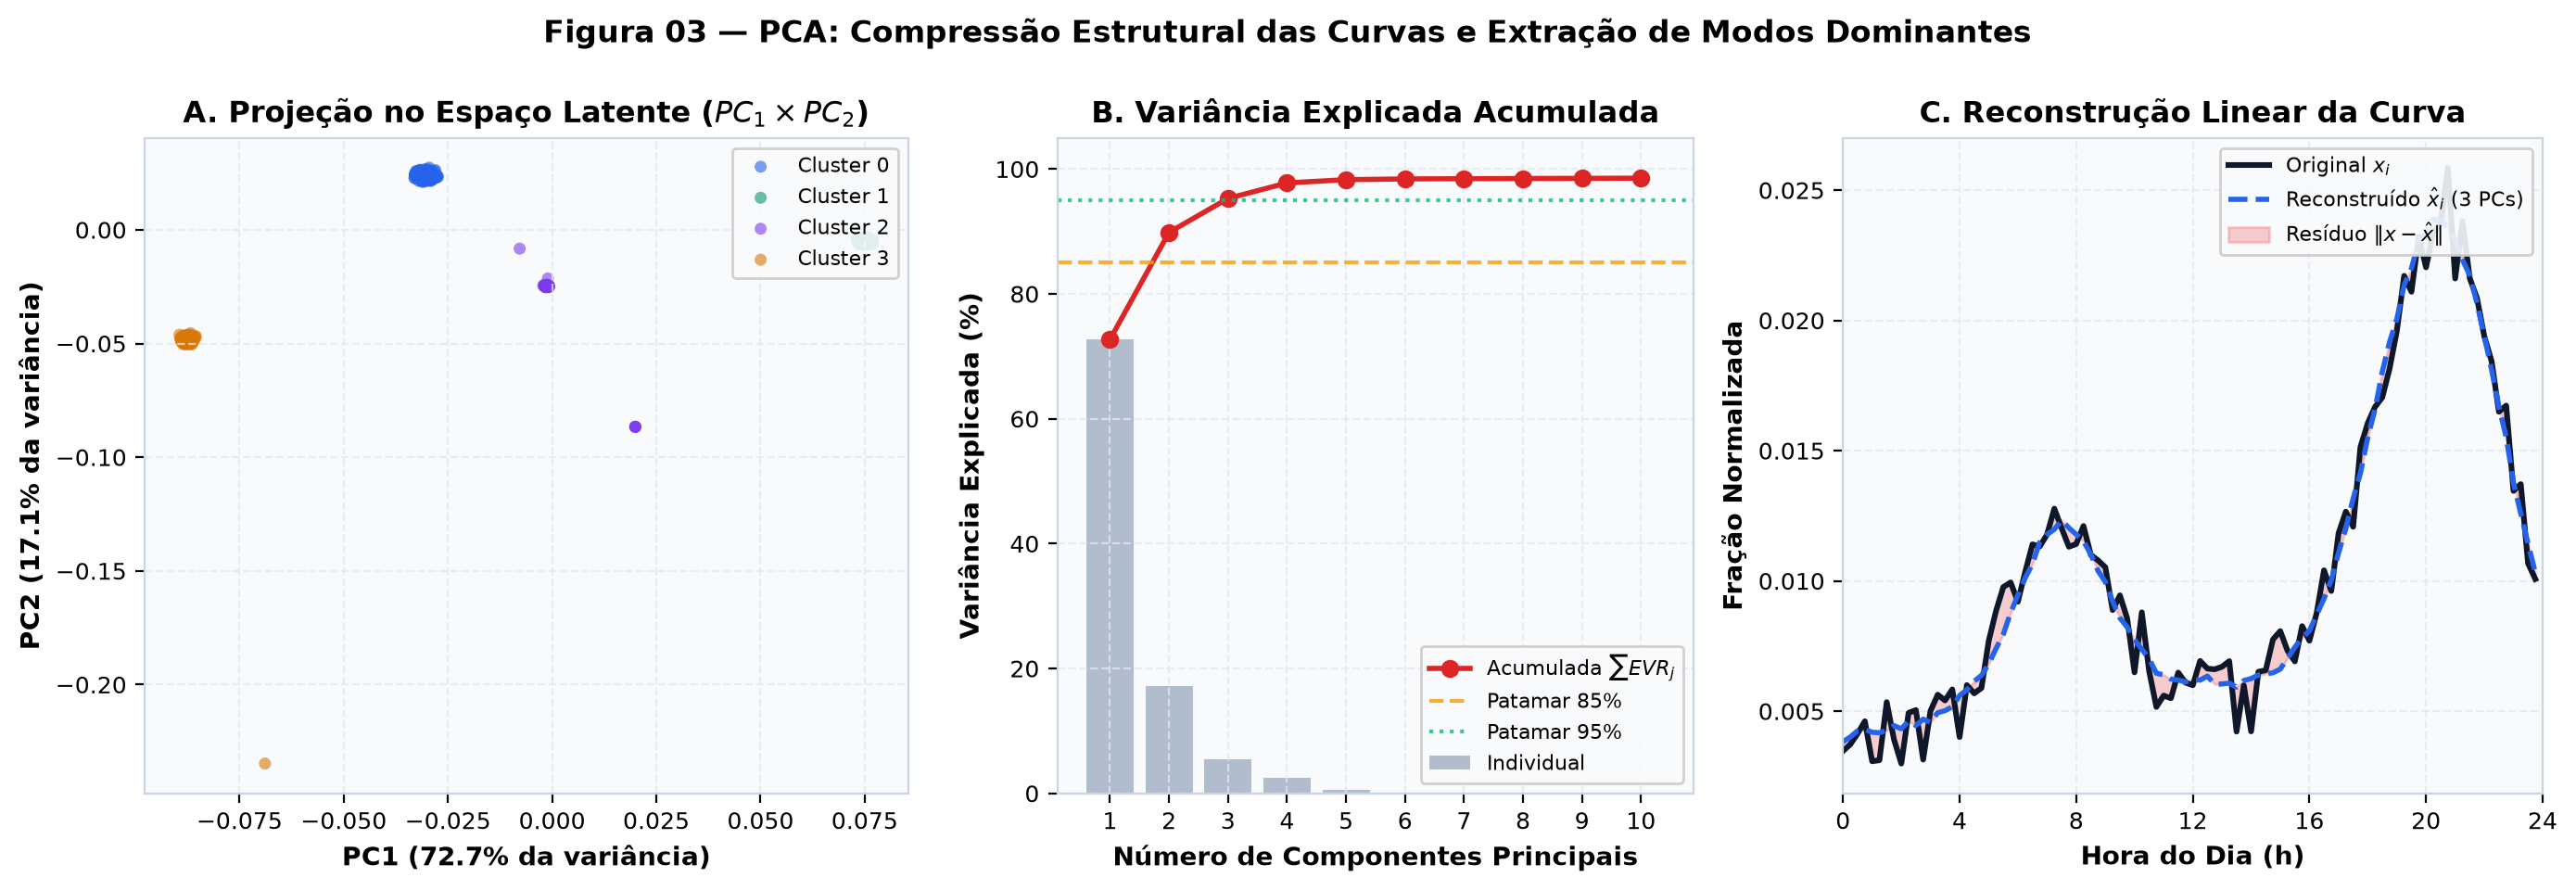 Figura 03 — PCA: Compressão Estrutural das Curvas e Extração de Modos Dominantes
A. Projeção no Espaço Latente (PC₁ × PC₂)
Cluster 0
Cluster 1
Cluster 2
Cluster 3
PC2 (17.1% da variância)
0.00
−0.05
−0.10
−0.15
−0.20
−0.075 −0.050 −0.025 0.000 0.025 0.050 0.075
PC1 (72.7% da variância)
B. Variância Explicada Acumulada
Variância Explicada (%)
100
80
60
40
20
0
Acumulada ∑EVRⱼ
Patamar 85%
Patamar 95%
Individual
1 2 3 4 5 6 7 8 9 10
Número de Componentes Principais
C. Reconstrução Linear da Curva
Original xᵢ
Reconstruído x̂ᵢ (3 PCs)
Resíduo ‖x − x̂‖
Fração Normalizada
0.025
0.020
0.015
0.010
0.005
0 4 8 12 16 20 24
Hora do Dia (h)